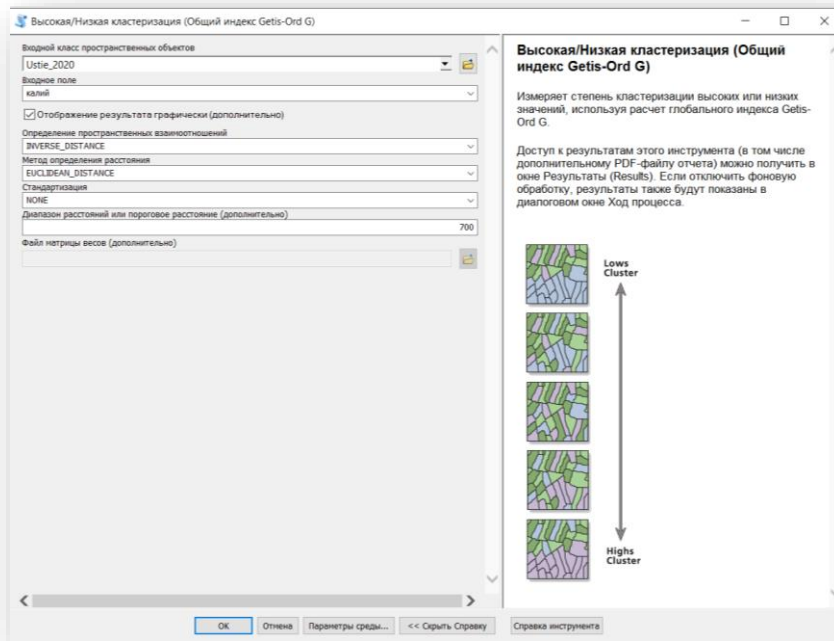 Высокая/Низкая кластеризация (Общий индекс Getis-Ord G)
Входной класс пространственных объектов
Ustie_2020
Входное поле
калий
Отображение результата графически (дополнительно)
Определение пространственных взаимоотношений
INVERSE_DISTANCE
Метод определения расстояния
EUCLIDEAN_DISTANCE
Стандартизация
NONE
Диапазон расстояний или пороговое расстояние (дополнительно)
700
Файл матрицы весов (дополнительно)
Высокая/Низкая кластеризация (Общий
индекс Getis-Ord G)
Измеряет степень кластеризации высоких или низких
значений, используя расчет глобального индекса Getis-
Ord G.
Доступ к результатам этого инструмента (в том числе
дополнительному PDF-файлу отчета) можно получить в
окне Результаты (Results). Если отключить фоновую
обработку, результаты также будут показаны в
диалоговом окне Ход процесса.
Lows
Cluster
Highs
Cluster
OK
Отмена
Параметры среды...
<< Скрыть Справку
Справка инструмента